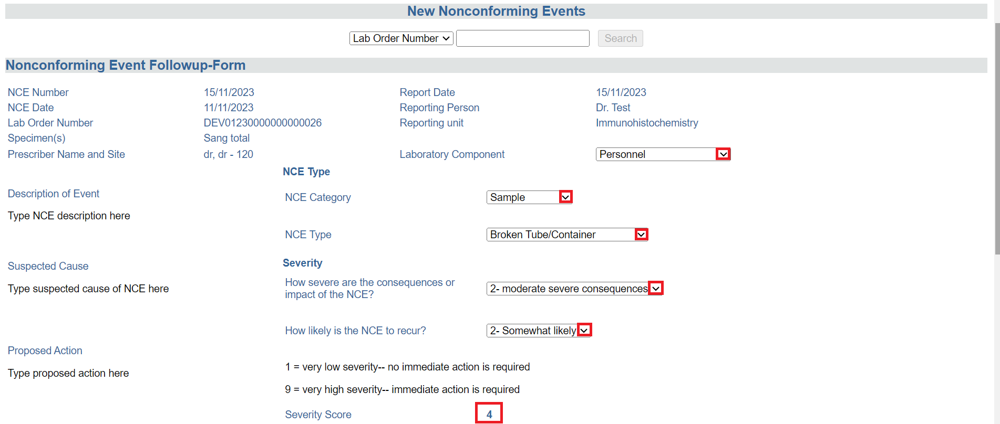 New Nonconforming Events
Lab Order Number Search
Nonconforming Event Followup-Form
NCE Number 15/11/2023 Report Date 15/11/2023
NCE Date 11/11/2023 Reporting Person Dr. Test
Lab Order Number DEV01230000000000026 Reporting unit Immunohistochemistry
Specimen(s) Sang total
Prescriber Name and Site dr, dr - 120 Laboratory Component Personnel
NCE Type
Description of Event
NCE Category Sample
Type NCE description here
NCE Type Broken Tube/Container
Severity
Suspected Cause
How severe are the consequences or
impact of the NCE?
2- moderate severe consequences
Type suspected cause of NCE here
How likely is the NCE to recur? 2- Somewhat likely
Proposed Action
1 = very low severity-- no immediate action is required
Type proposed action here
9 = very high severity-- immediate action is required
Severity Score 4